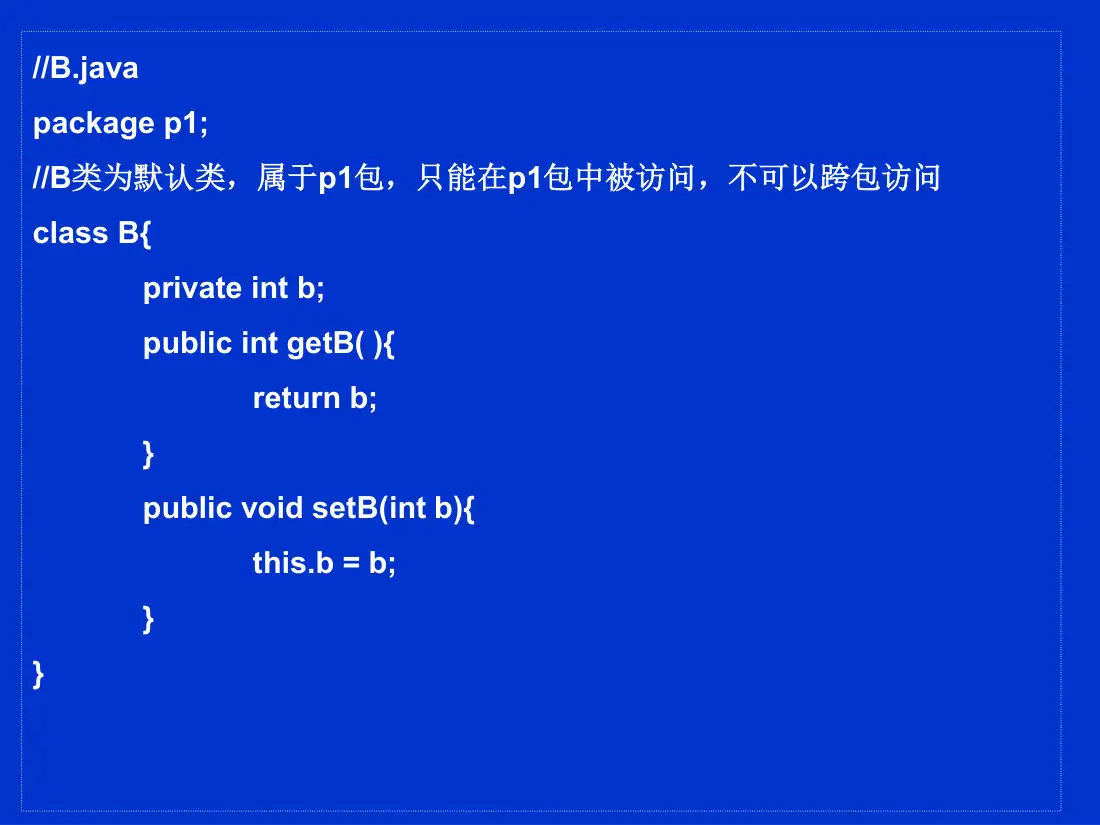 //B.java
package p1;
//B类为默认类，属于p1包，只能在p1包中被访问，不可以跨包访问
class B{
private int b;
public int getB( ){
return b;
}
public void setB(int b){
this.b = b;
}
}